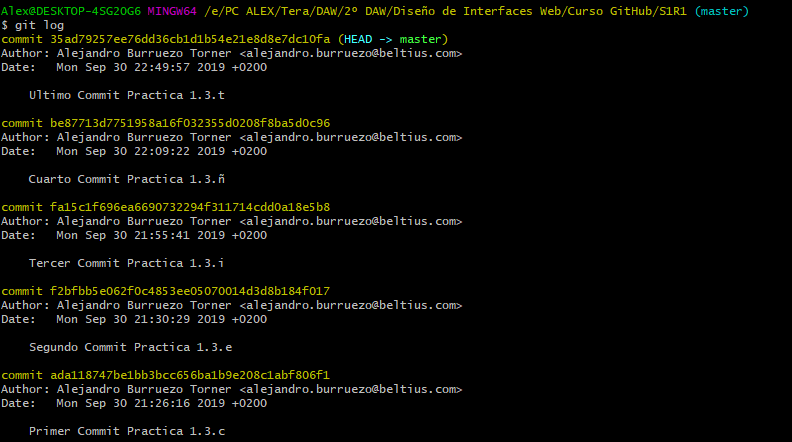 Alex@DESKTOP-4SG2OG6 MINGW64 /e/PC ALEX/Tera/DAW/2º DAW/Diseño de Interfaces Web/Curso GitHub/S1R1 (master)
$ git log
commit 35ad79257ee76dd36cb1d1b54e21e8d8e7dc10fa (HEAD -> master)
Author: Alejandro Burruezo Torner <alejandro.burruezo@beltius.com>
Date:   Mon Sep 30 22:49:57 2019 +0200
    Ultimo Commit Practica 1.3.t
commit be87713d7751958a16f032355d0208f8ba5d0c96
Author: Alejandro Burruezo Torner <alejandro.burruezo@beltius.com>
Date:   Mon Sep 30 22:09:22 2019 +0200
    Cuarto Commit Practica 1.3.ñ
commit fa15c1f696ea6690732294f311714cdd0a18e5b8
Author: Alejandro Burruezo Torner <alejandro.burruezo@beltius.com>
Date:   Mon Sep 30 21:55:41 2019 +0200
    Tercer Commit Practica 1.3.i
commit f2bfbb5e062f0c4853ee05070014d3d8b184f017
Author: Alejandro Burruezo Torner <alejandro.burruezo@beltius.com>
Date:   Mon Sep 30 21:30:29 2019 +0200
    Segundo Commit Practica 1.3.e
commit ada118747be1bb3bcc656ba1b9e208c1abf806f1
Author: Alejandro Burruezo Torner <alejandro.burruezo@beltius.com>
Date:   Mon Sep 30 21:26:16 2019 +0200
    Primer Commit Practica 1.3.c